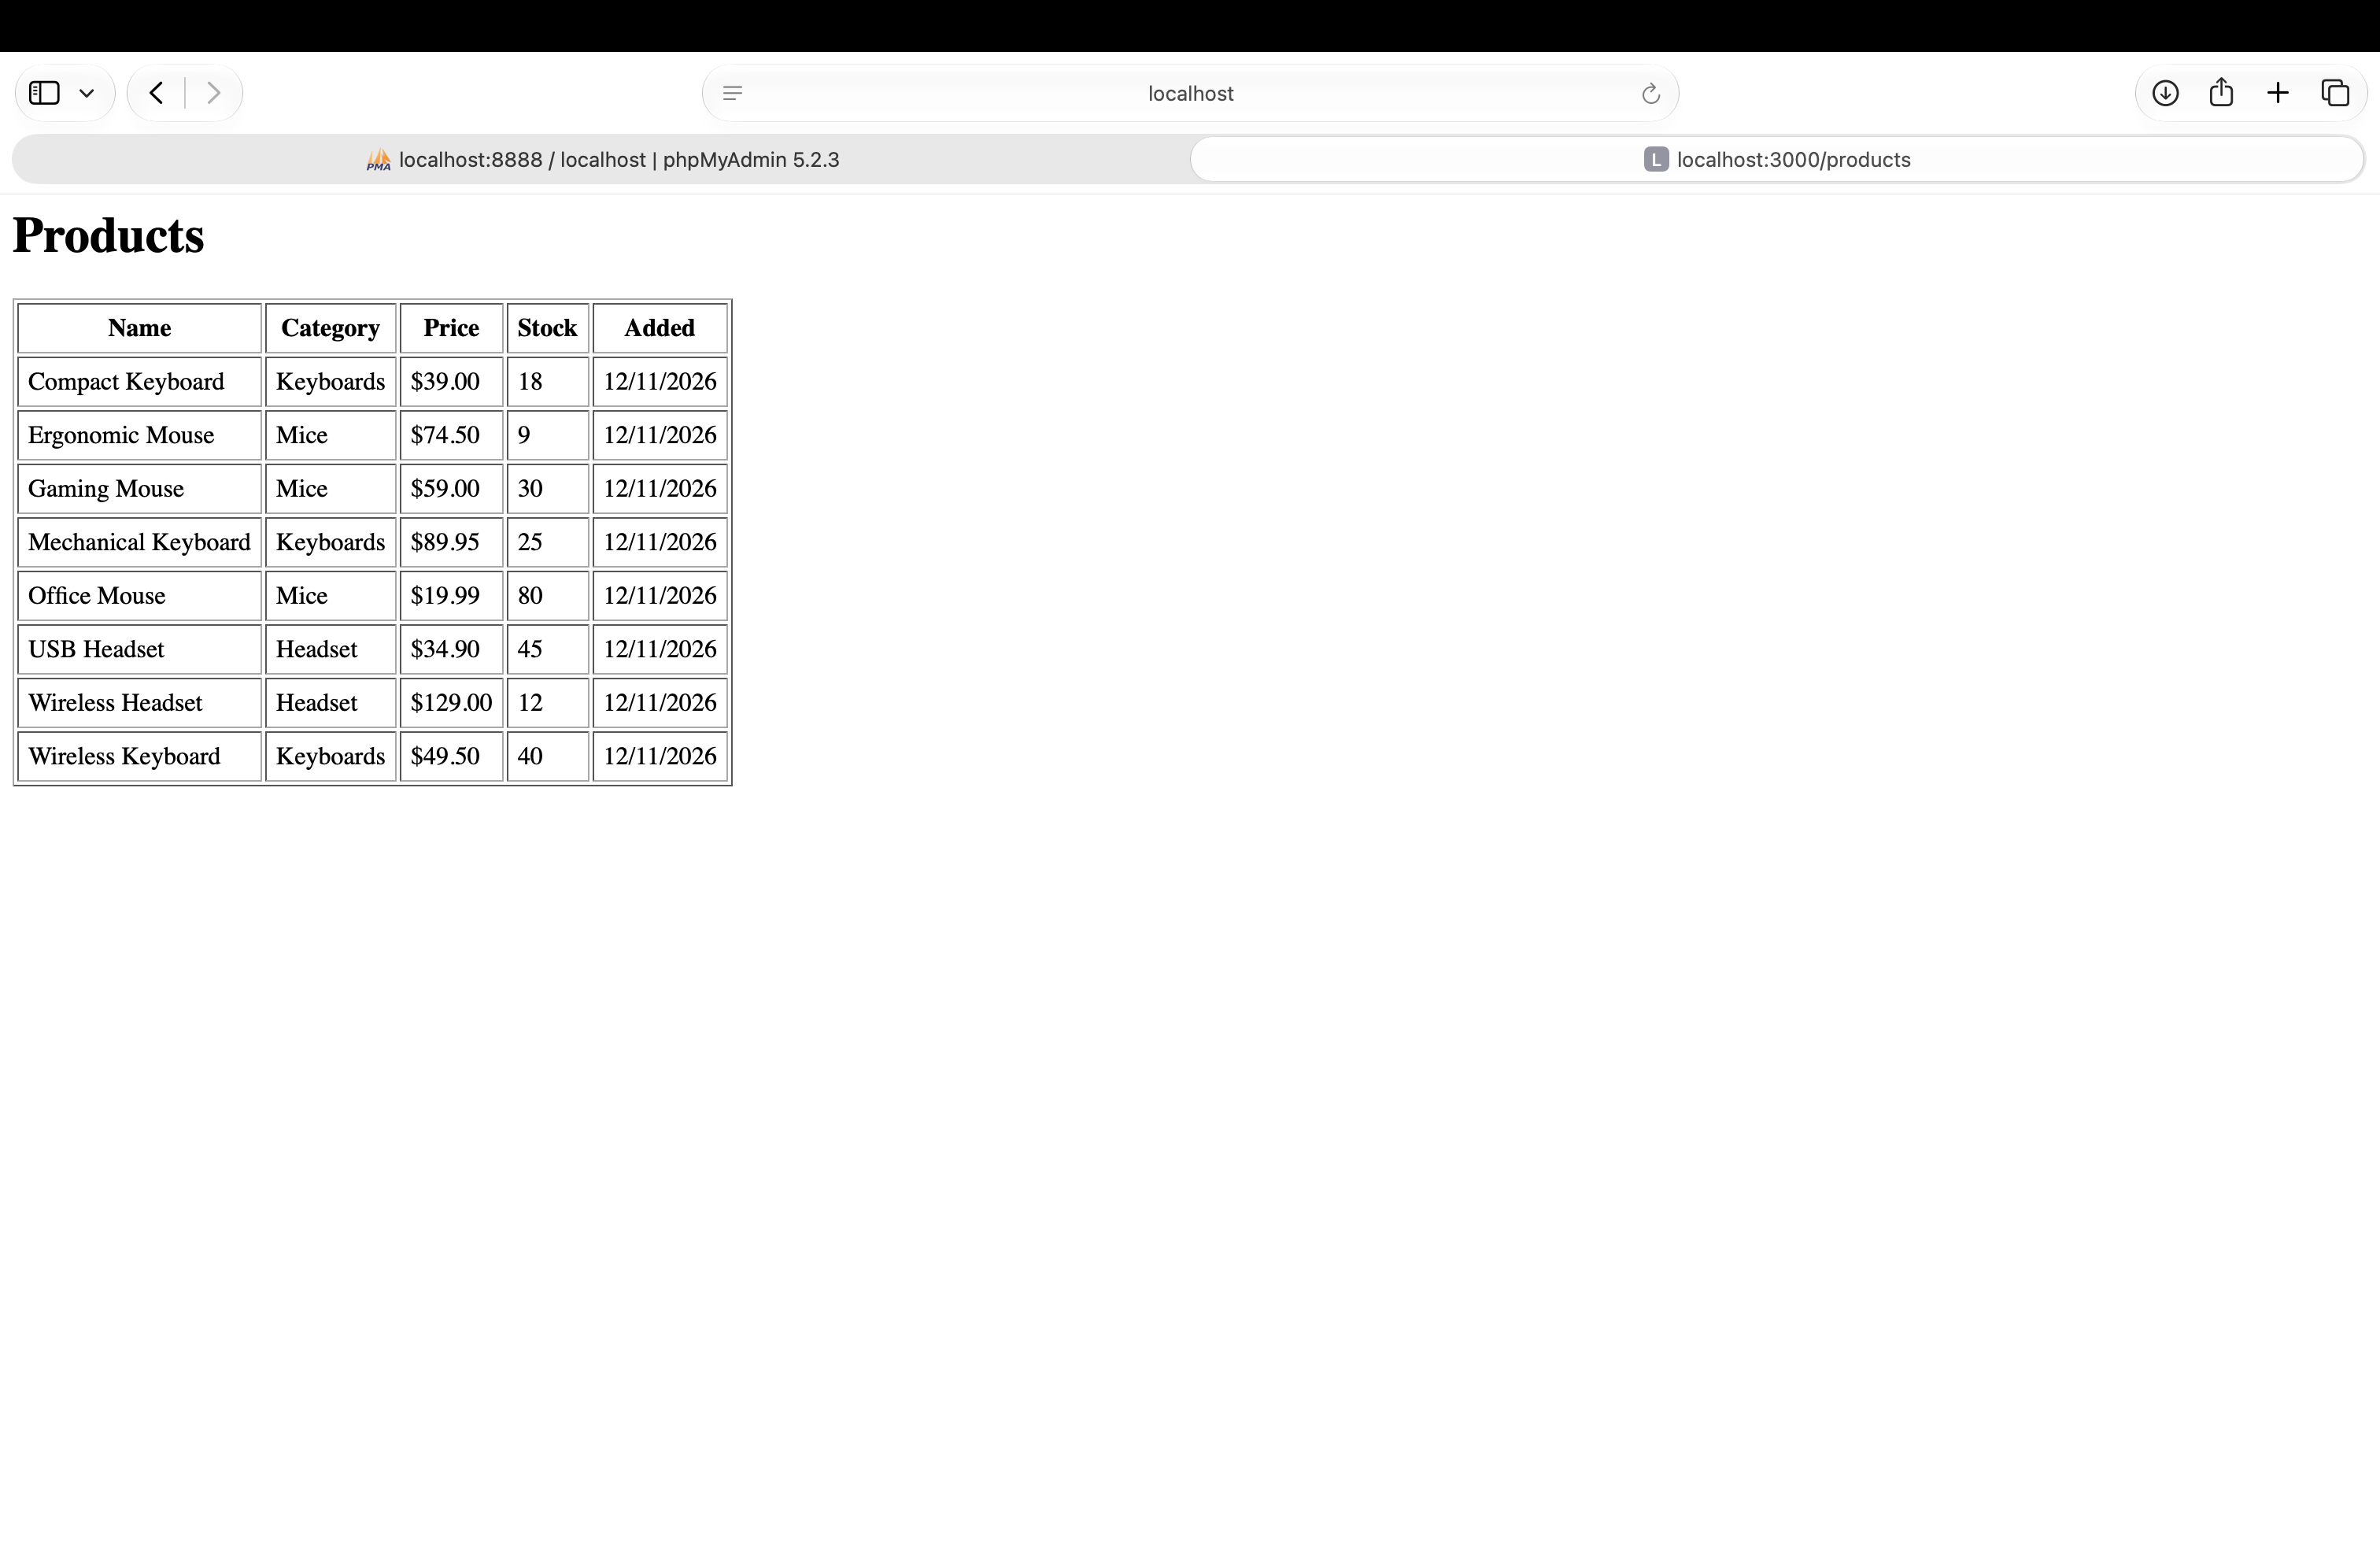 localhost
PMA localhost:8888 / localhost | phpMyAdmin 5.2.3
L localhost:3000/products
Products
Name Category Price Stock Added
Compact Keyboard Keyboards $39.00 18 12/11/2026
Ergonomic Mouse Mice $74.50 9 12/11/2026
Gaming Mouse Mice $59.00 30 12/11/2026
Mechanical Keyboard Keyboards $89.95 25 12/11/2026
Office Mouse Mice $19.99 80 12/11/2026
USB Headset Headset $34.90 45 12/11/2026
Wireless Headset Headset $129.00 12 12/11/2026
Wireless Keyboard Keyboards $49.50 40 12/11/2026